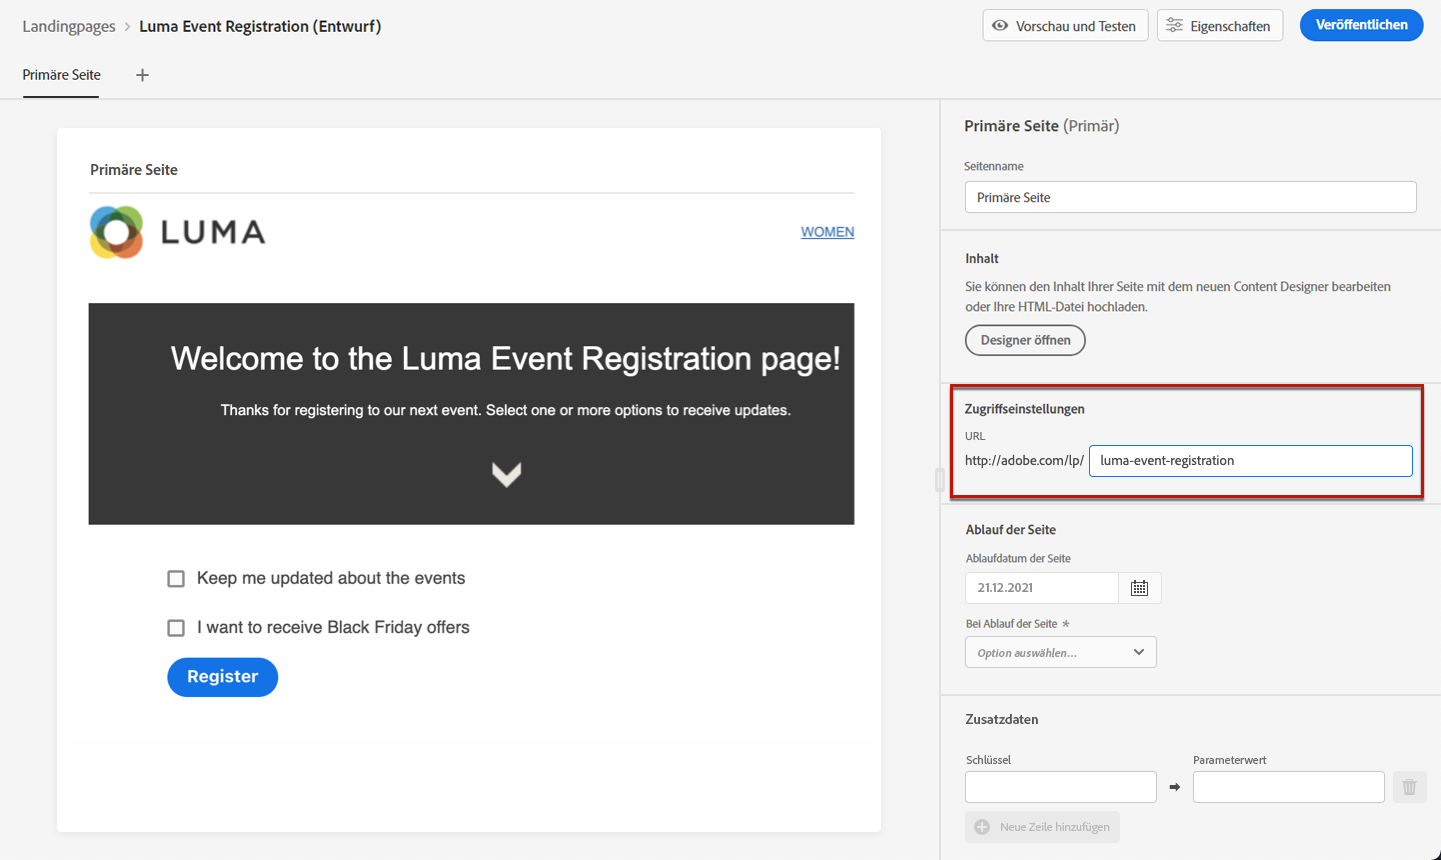 Landingpages > Luma Event Registration (Entwurf)
Vorschau und Testen
Eigenschaften
Veröffentlichen
Primäre Seite
Primäre Seite
LUMA
WOMEN
Welcome to the Luma Event Registration page!
Thanks for registering to our next event. Select one or more options to receive updates.
Keep me updated about the events
I want to receive Black Friday offers
Register
Primäre Seite (Primär)
Seitenname
Primäre Seite
Inhalt
Sie können den Inhalt Ihrer Seite mit dem neuen Content Designer bearbeiten
oder Ihre HTML-Datei hochladen.
Designer öffnen
Zugriffseinstellungen
URL
http://adobe.com/lp/ luma-event-registration
Ablauf der Seite
Ablaufdatum der Seite
21.12.2021
Bei Ablauf der Seite *
Option auswählen...
Zusatzdaten
Schlüssel Parameterwert
Neue Zeile hinzufügen